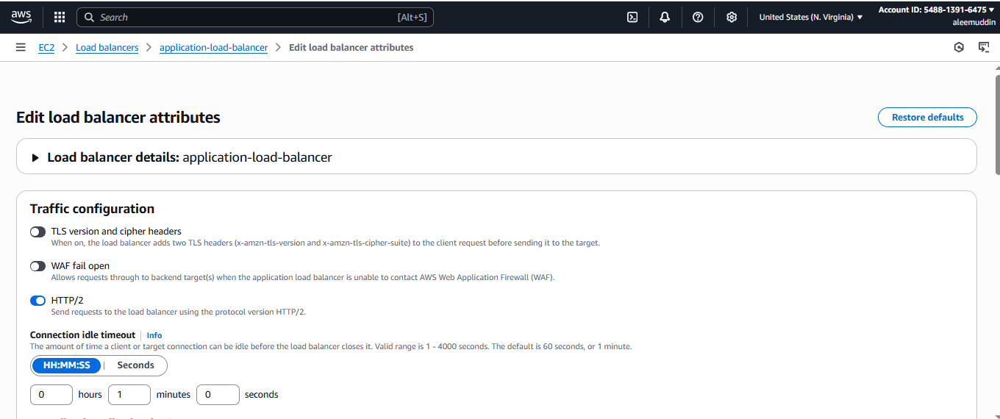 aws
Search [Alt+S]
United States (N. Virginia)
Account ID: 5488-1391-6475
aleemuddin
EC2 > Load balancers > application-load-balancer > Edit load balancer attributes
Edit load balancer attributes
Restore defaults
Load balancer details: application-load-balancer
Traffic configuration
TLS version and cipher headers
When on, the load balancer adds two TLS headers (x-amzn-tls-version and x-amzn-tls-cipher-suite) to the client request before sending it to the target.
WAF fail open
Allows requests through to backend target(s) when the application load balancer is unable to contact AWS Web Application Firewall (WAF).
HTTP/2
Send requests to the load balancer using the protocol version HTTP/2.
Connection idle timeout | Info
The amount of time a client or target connection can be idle before the load balancer closes it. Valid range is 1 - 4000 seconds. The default is 60 seconds, or 1 minute.
HH:MM:SS | Seconds
0 hours 1 minutes 0 seconds